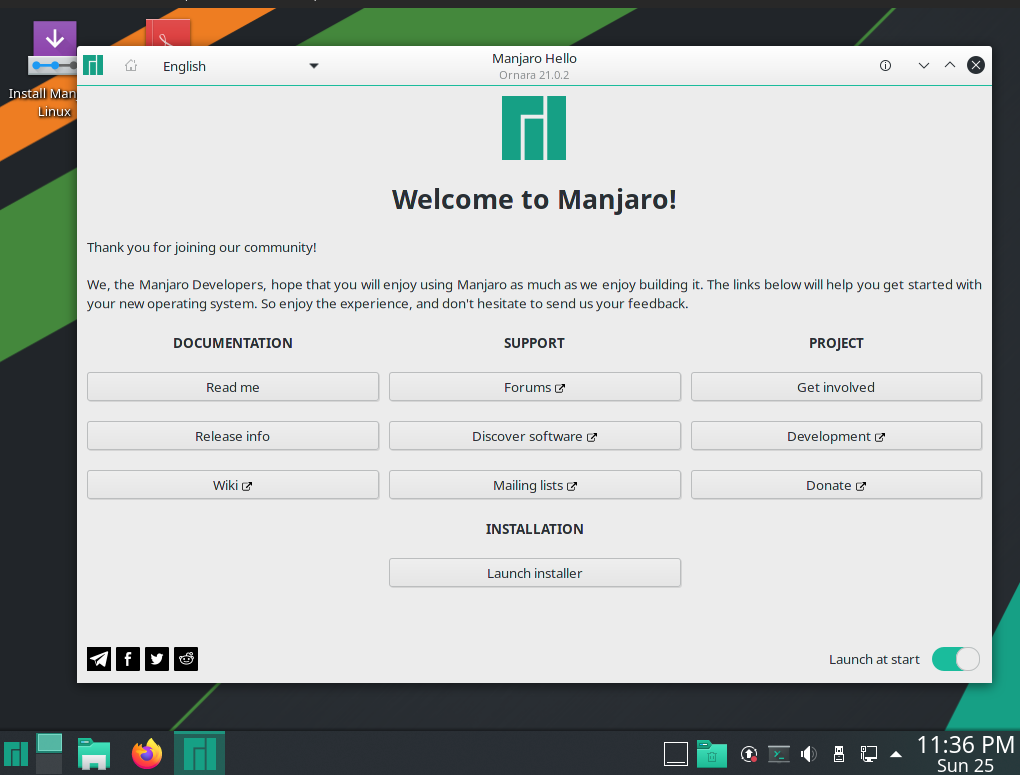 Install Man
Linux
English
Manjaro Hello
Ornara 21.0.2
Welcome to Manjaro!
Thank you for joining our community!
We, the Manjaro Developers, hope that you will enjoy using Manjaro as much as we enjoy building it. The links below will help you get started with
your new operating system. So enjoy the experience, and don't hesitate to send us your feedback.
DOCUMENTATION
SUPPORT
PROJECT
Read me
Forums
Get involved
Release info
Discover software
Development
Wiki
Mailing lists
Donate
INSTALLATION
Launch installer
Launch at start
11:36 PM
Sun 25